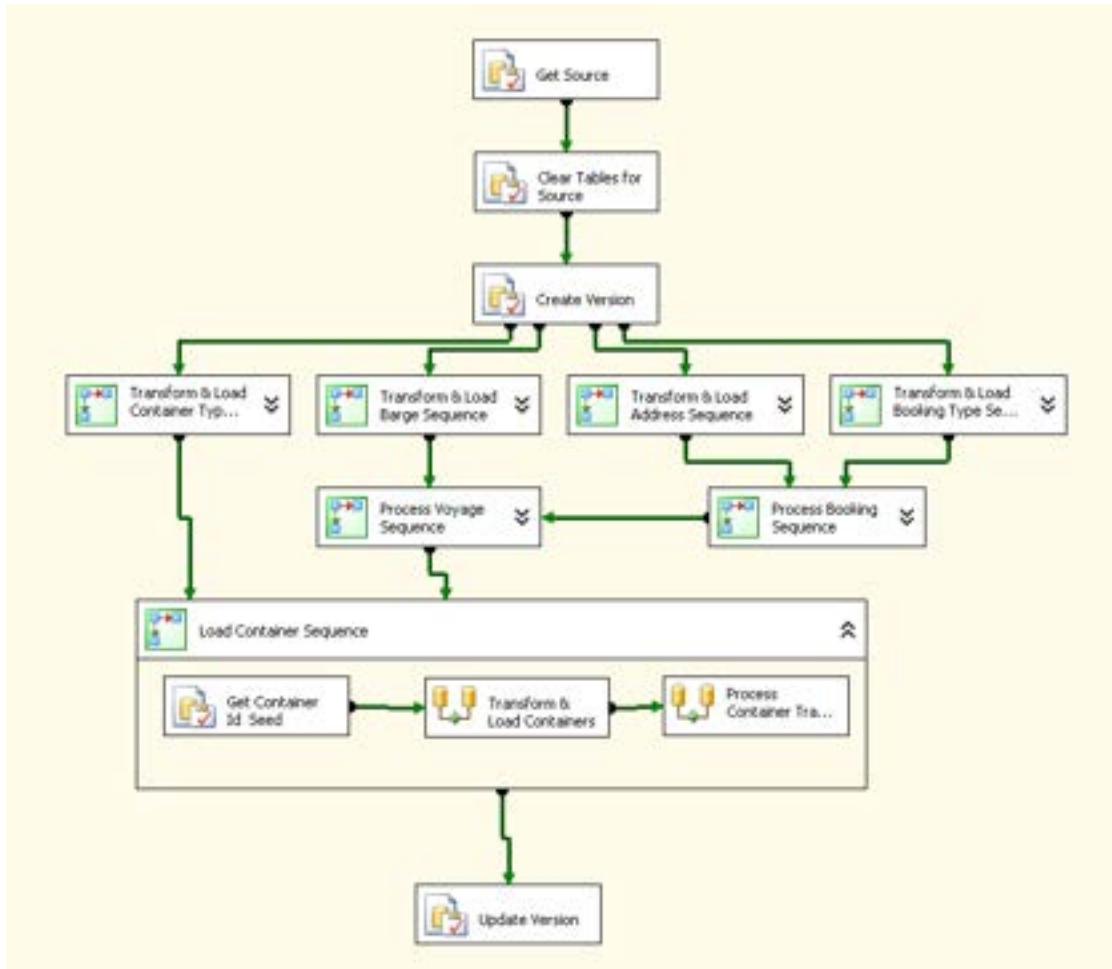 Get Source
Clear Tables for
Source
Create Version
Transform & Load
Container Typ...
Transform & Load
Barge Sequence
Transform & Load
Address Sequence
Transform & Load
Booking Type Se...
Process Voyage
Sequence
Process Booking
Sequence
Load Container Sequence
Get Container
Id Seed
Transform &
Load Containers
Process
Container Tra...
Update Version